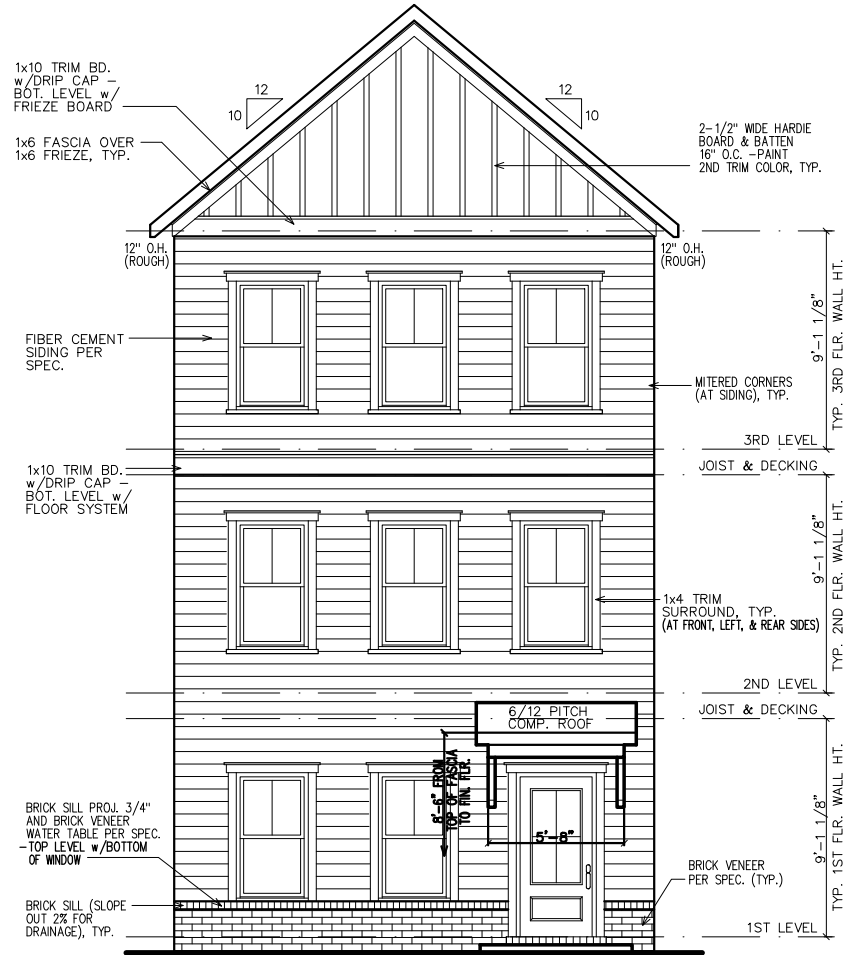 1x10 TRIM BD.
w/DRIP CAP –
BOT. LEVEL w/
FRIEZE BOARD
1x6 FASCIA OVER
1x6 FRIEZE, TYP.
12
10
12
10
2-1/2" WIDE HARDIE
BOARD & BATTEN
16" O.C. -PAINT
2ND TRIM COLOR, TYP.
12" O.H.
(ROUGH)
12" O.H.
(ROUGH)
FIBER CEMENT
SIDING PER
SPEC.
9'-1 1/8"
TYP. 3RD FLR. WALL HT.
MITERED CORNERS
(AT SIDING), TYP.
3RD LEVEL
JOIST & DECKING
1x10 TRIM BD.
w/DRIP CAP –
BOT. LEVEL w/
FLOOR SYSTEM
9'-1 1/8"
TYP. 2ND FLR. WALL HT.
1x4 TRIM
SURROUND, TYP.
(AT FRONT, LEFT, & REAR SIDES)
2ND LEVEL
JOIST & DECKING
6/12 PITCH
COMP. ROOF
8'-6" FROM
TOP OF FASCIA
TO FIN. FLR.
5'-8"
9'-1 1/8"
TYP. 1ST FLR. WALL HT.
BRICK SILL PROJ. 3/4"
AND BRICK VENEER
WATER TABLE PER SPEC.
-TOP LEVEL w/BOTTOM
OF WINDOW
BRICK VENEER
PER SPEC. (TYP.)
BRICK SILL (SLOPE
OUT 2% FOR
DRAINAGE), TYP.
1ST LEVEL